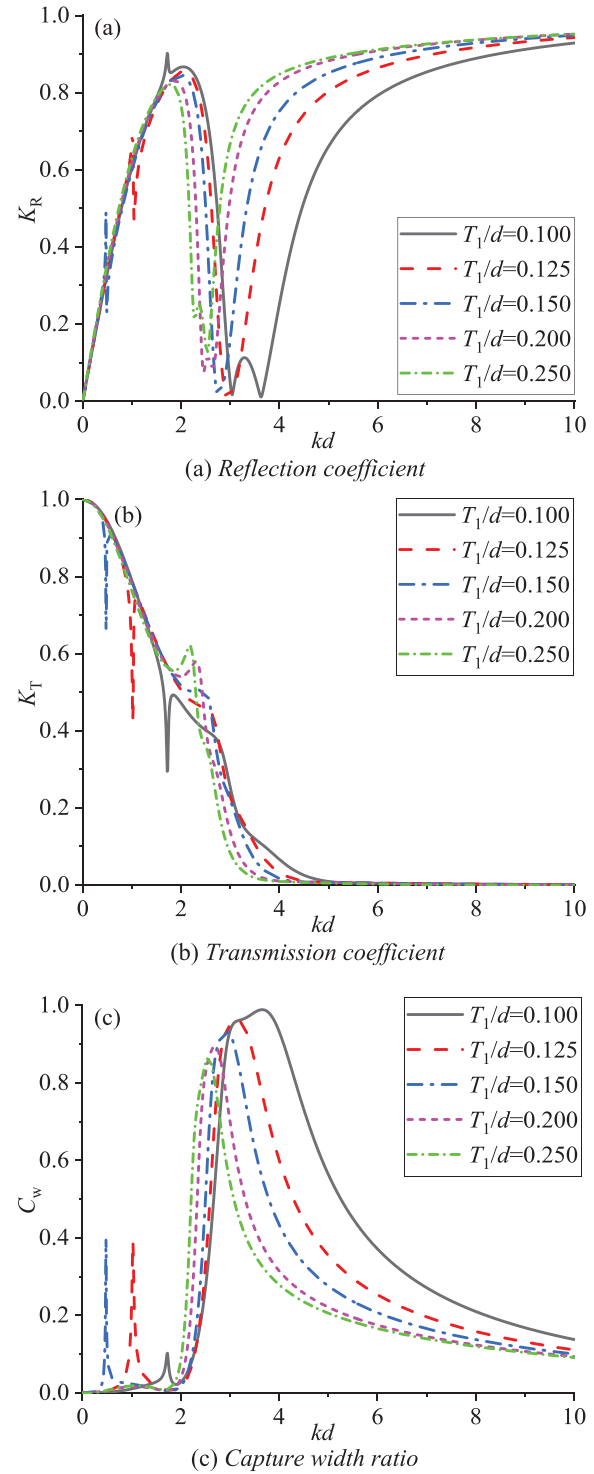 (a)
1.0
0.8
0.6
0.4
0.2
0.0
K_R
T_1/d=0.100
T_1/d=0.125
T_1/d=0.150
T_1/d=0.200
T_1/d=0.250
0 2 4 6 8 10
kd
(a) Reflection coefficient
(b)
1.0
0.8
0.6
0.4
0.2
0.0
K_T
T_1/d=0.100
T_1/d=0.125
T_1/d=0.150
T_1/d=0.200
T_1/d=0.250
0 2 4 6 8 10
kd
(b) Transmission coefficient
(c)
1.0
0.8
0.6
0.4
0.2
0.0
C_w
T_1/d=0.100
T_1/d=0.125
T_1/d=0.150
T_1/d=0.200
T_1/d=0.250
0 2 4 6 8 10
kd
(c) Capture width ratio